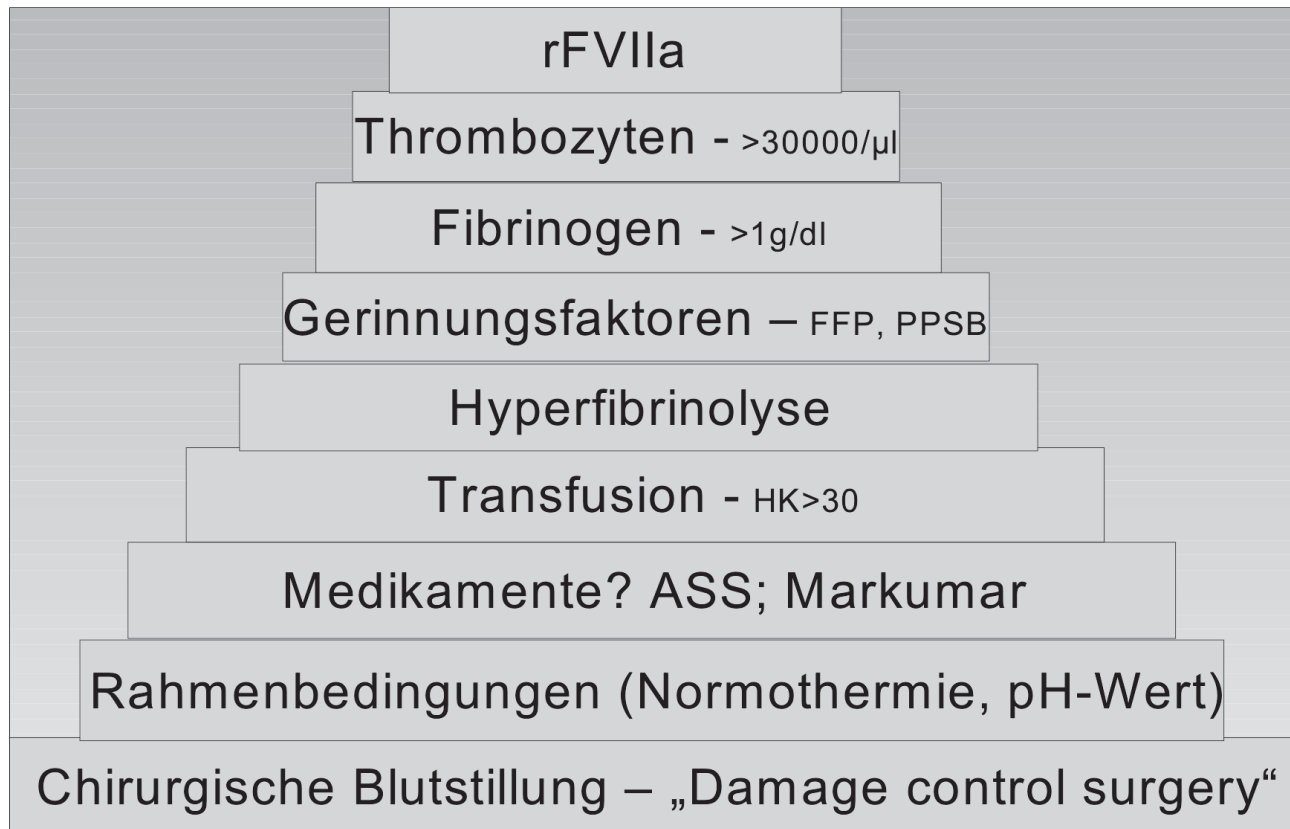 rFVIIa
Thrombozyten - >30000/µl
Fibrinogen - >1g/dl
Gerinnungsfaktoren – FFP, PPSB
Hyperfibrinolyse
Transfusion - HK>30
Medikamente? ASS; Markumar
Rahmenbedingungen (Normothermie, pH-Wert)
Chirurgische Blutstillung – „Damage control surgery“